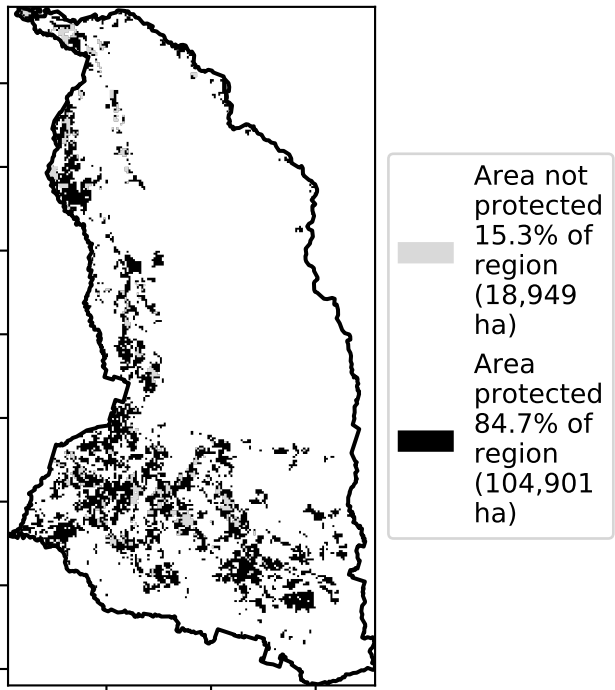 Area not
protected
15.3% of
region
(18,949
ha)
Area
protected
84.7% of
region
(104,901
ha)